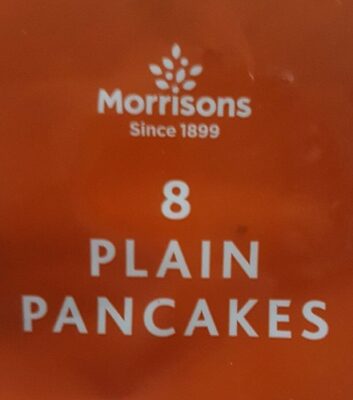 Morrisons
Since 1899
8
PLAIN
PANCAKES